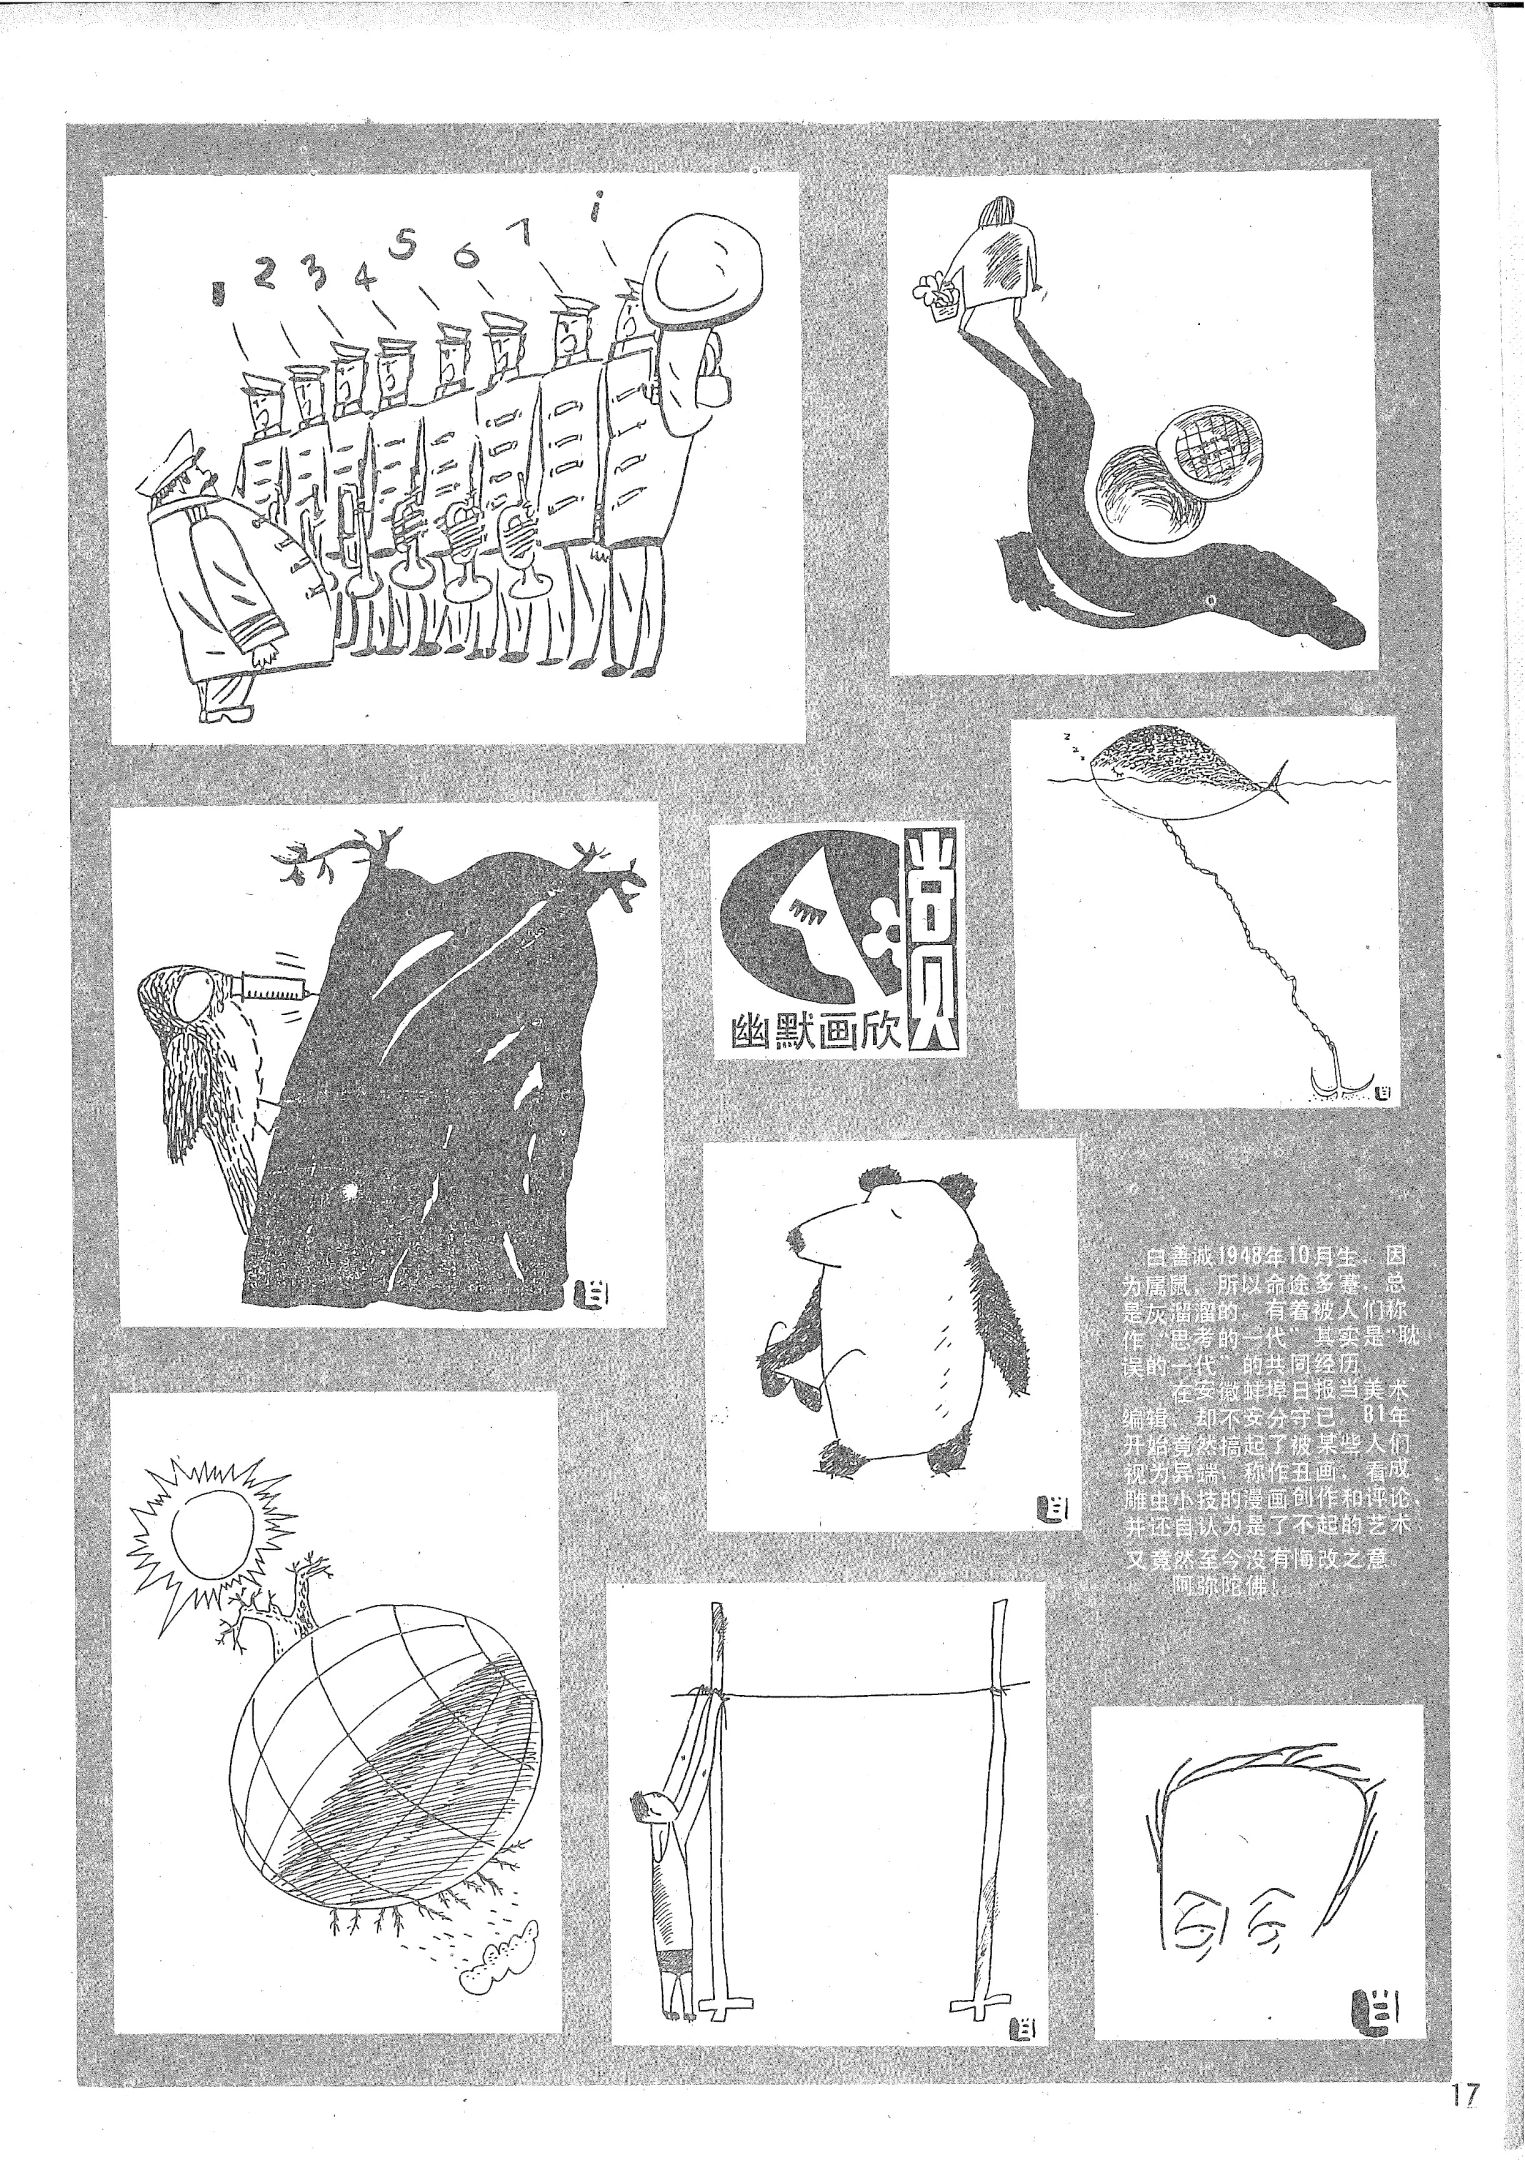 1 2 3 4 5 6 7 i
z z z
幽默画欣赏
白善诚1948年10月生、因
为属鼠、所以命途多蹇、总
是灰溜溜的 有着被人们称
作“思考的一代”其实是“耽
误的一代”的共同经历
在安徽蚌埠日报当美术
编辑、却不安分守已 81年
开始竟然搞起了被某些人们
视为异端、称作丑画、看成
雕虫小技的漫画创作和评论、
并还自认为是了不起的艺术
又竟然至今没有悔改之意
阿弥陀佛！
17